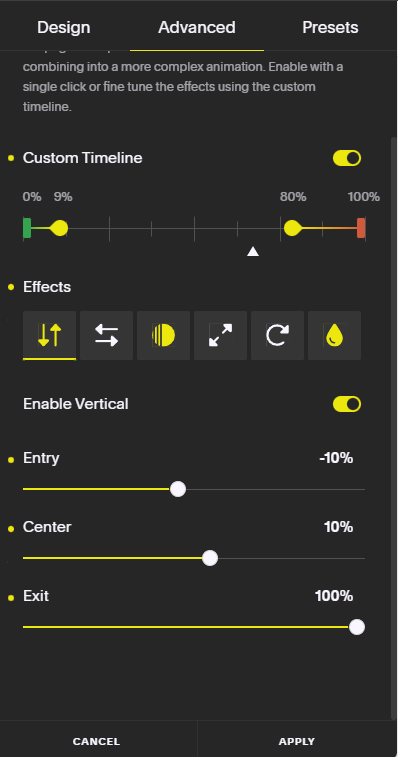 Design Advanced Presets
combining into a more complex animation. Enable with a
single click or fine tune the effects using the custom
timeline.
Custom Timeline
0% 9% 80% 100%
Effects
Enable Vertical
Entry -10%
Center 10%
Exit 100%
CANCEL APPLY